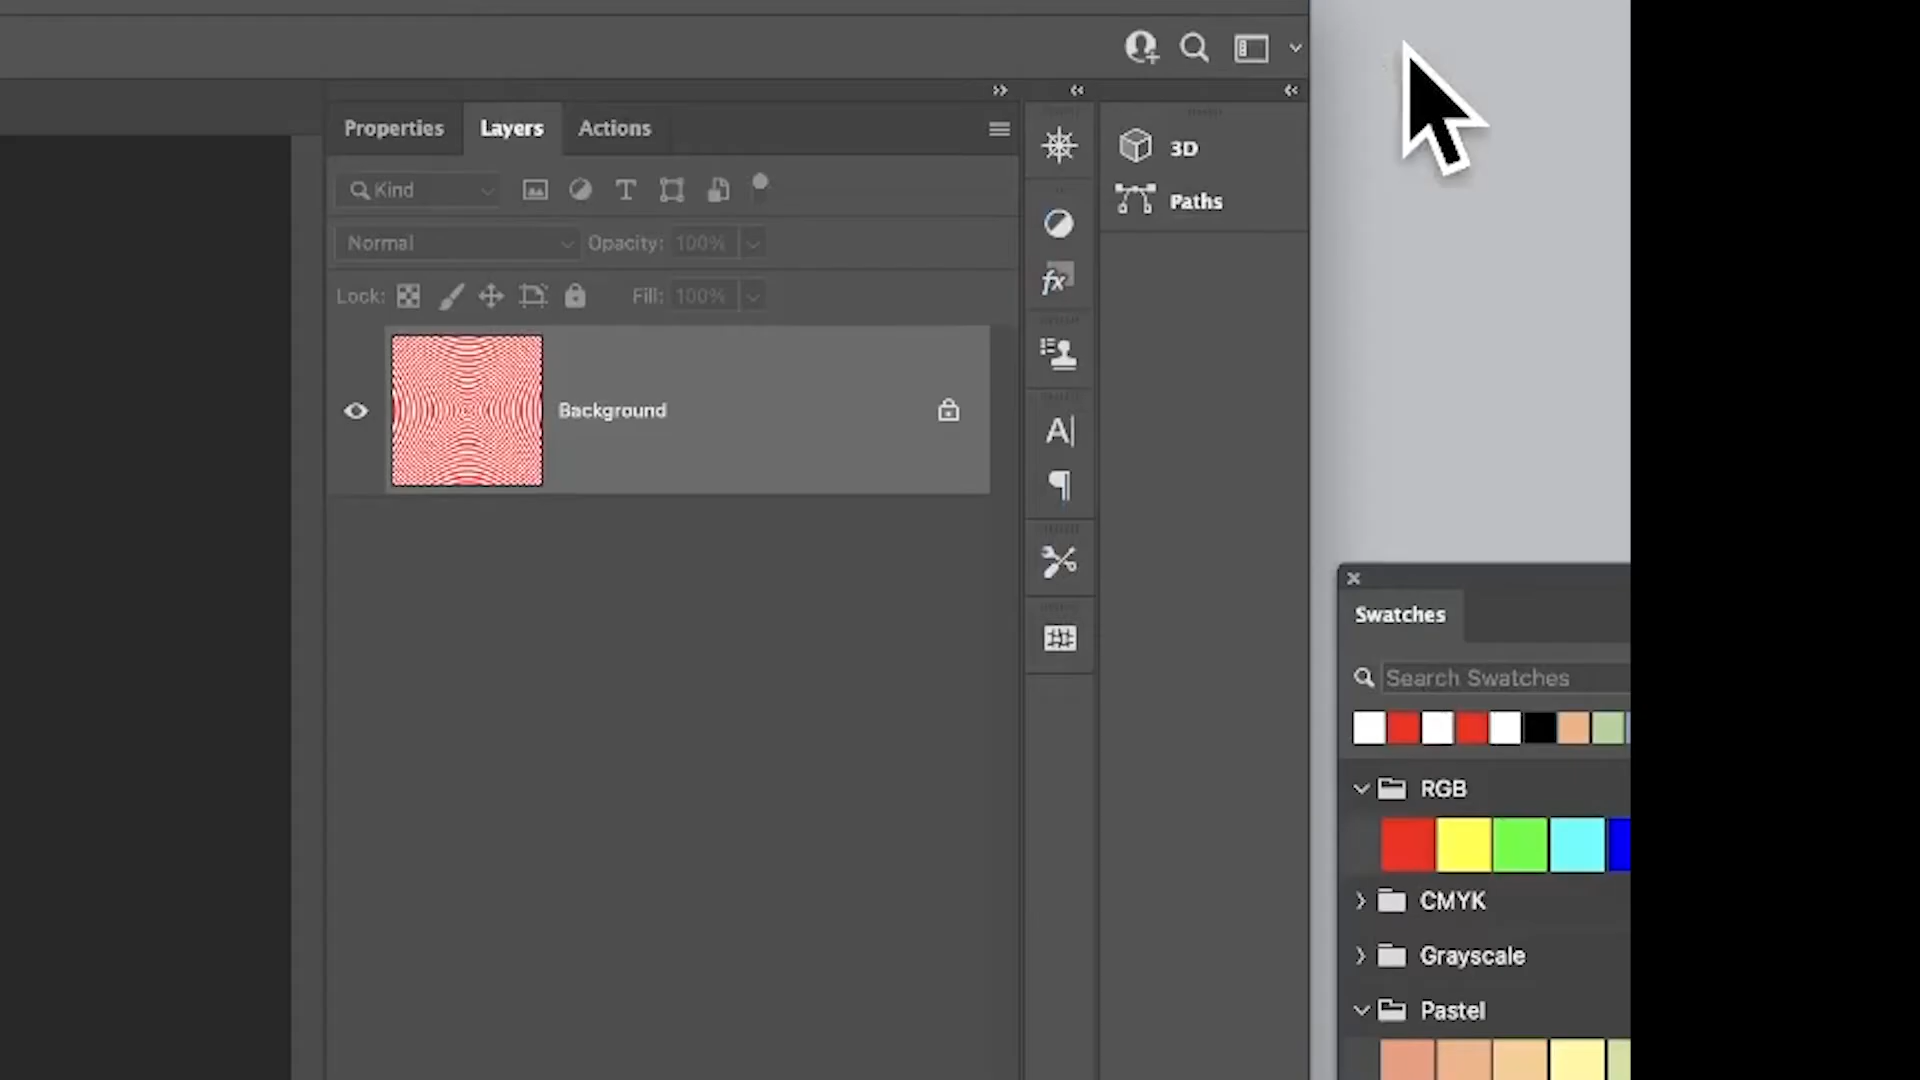 Properties Layers Actions
Kind
Normal Opacity: 100%
Lock: Fill: 100%
Background
fx
A|
3D
Paths
Swatches
Search Swatches
RGB
CMYK
Grayscale
Pastel